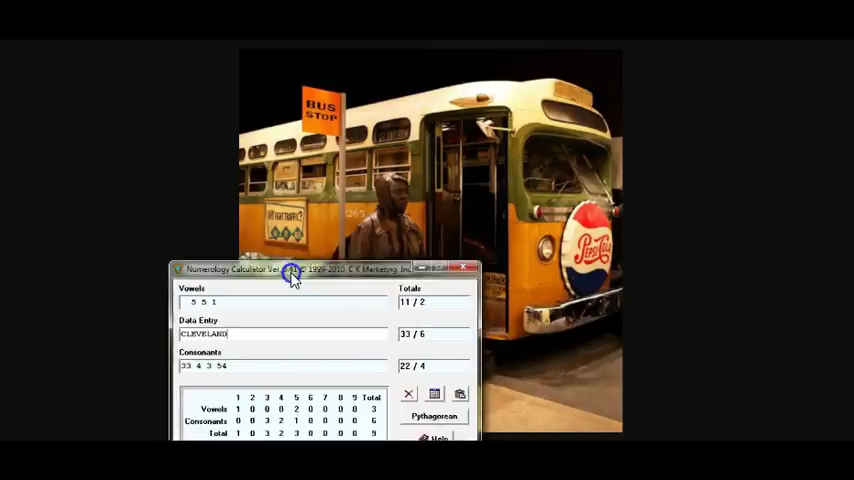 BUS
STOP
2265
PEPSI-COLA
Numerology Calculator Ver © 1999-2010 C K Marketing, Inc
Vowels Totals
5 5 1 11 / 2
Data Entry
CLEVELAND 33 / 6
Consonants
33 4 3 54 22 / 4
1 2 3 4 5 6 7 8 9 Total
Vowels 1 0 0 0 2 0 0 0 0 3
Consonants 0 0 3 2 1 0 0 0 0 6
Total 1 0 3 2 3 0 0 0 0 9
Pythagorean
Help